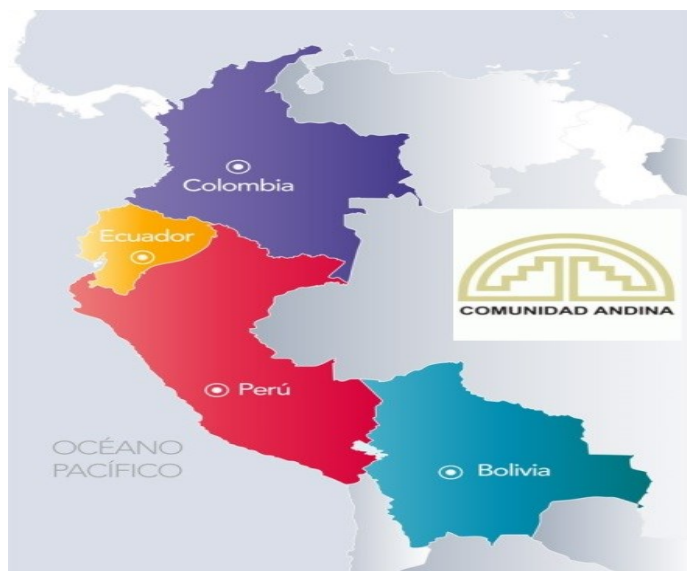 Colombia
Ecuador
COMUNIDAD ANDINA
Perú
OCÉANO
PACÍFICO
Bolivia